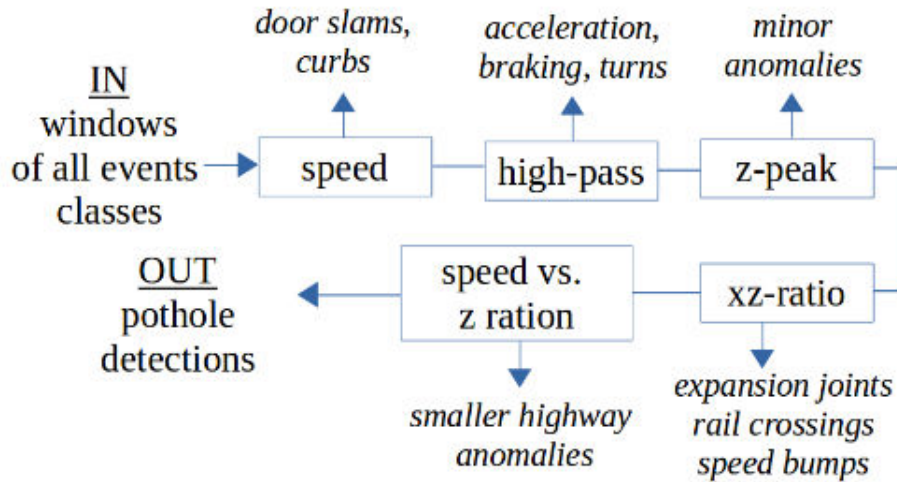 door slams,
curbs
acceleration,
braking, turns
minor
anomalies
IN
windows
of all events
classes
speed
high-pass
z-peak
OUT
pothole
detections
speed vs.
z ration
xz-ratio
smaller highway
anomalies
expansion joints
rail crossings
speed bumps